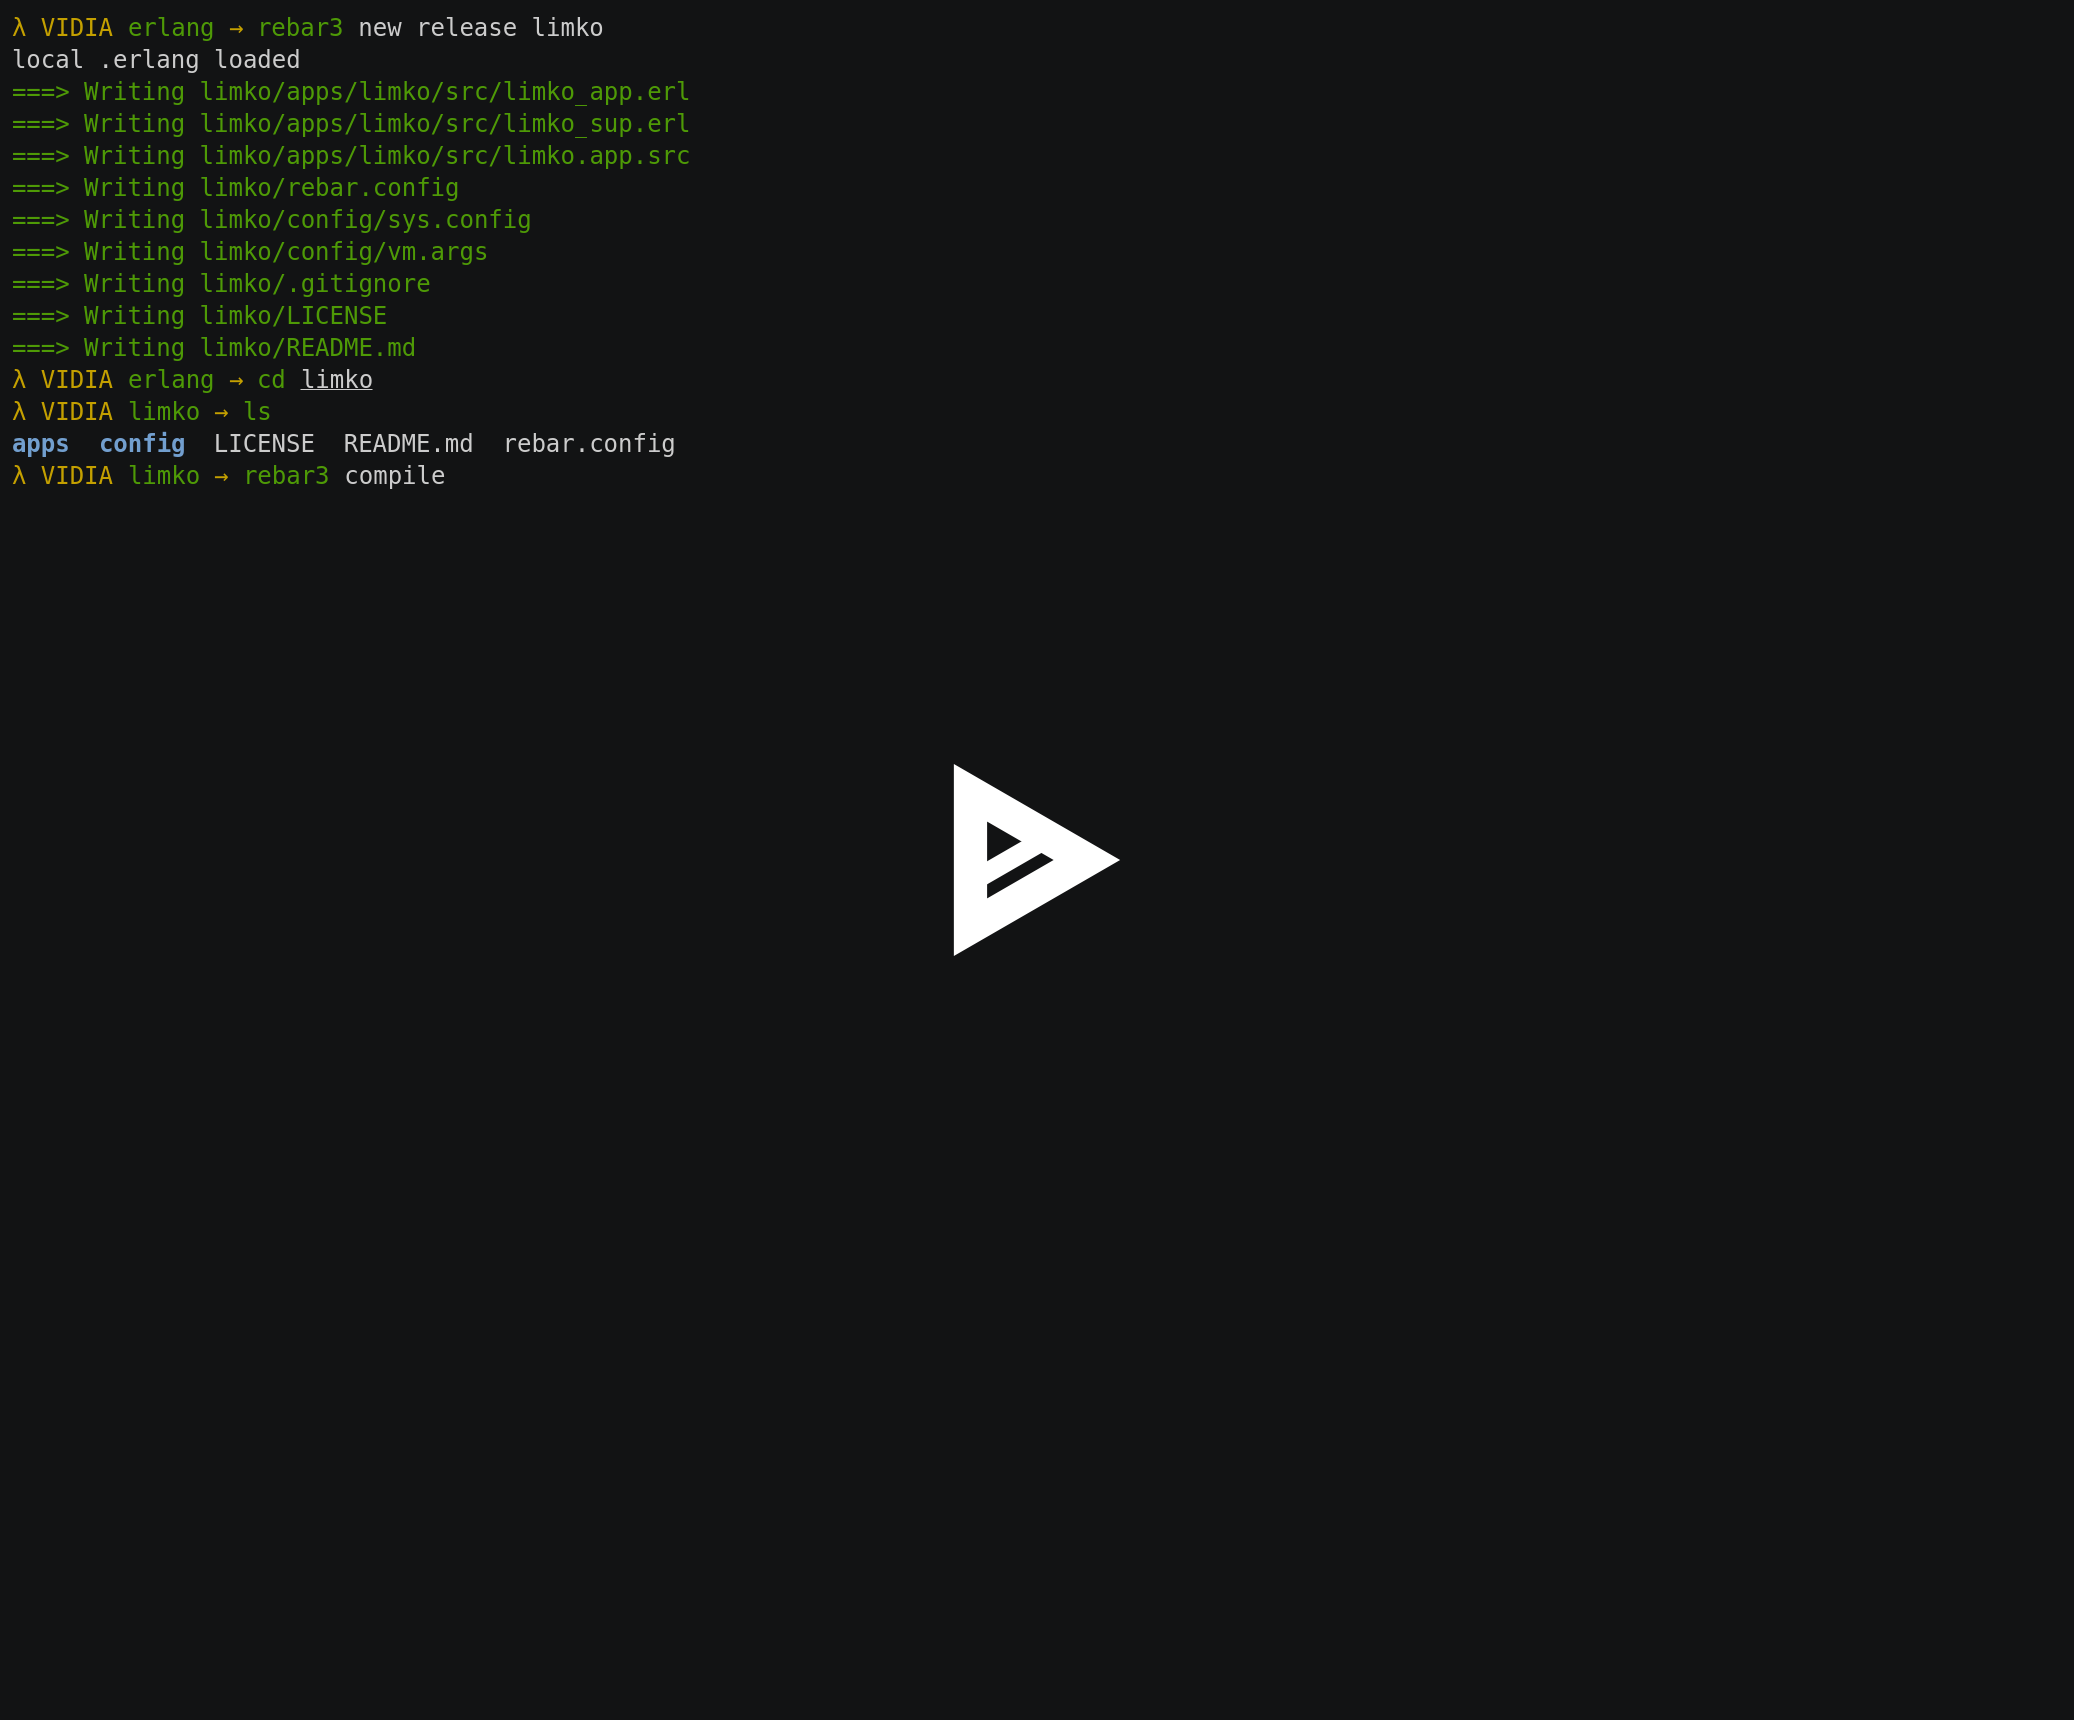 λ VIDIA erlang → rebar3 new release limko
local .erlang loaded
===> Writing limko/apps/limko/src/limko_app.erl
===> Writing limko/apps/limko/src/limko_sup.erl
===> Writing limko/apps/limko/src/limko.app.src
===> Writing limko/rebar.config
===> Writing limko/config/sys.config
===> Writing limko/config/vm.args
===> Writing limko/.gitignore
===> Writing limko/LICENSE
===> Writing limko/README.md
λ VIDIA erlang → cd limko
λ VIDIA limko → ls
apps  config  LICENSE  README.md  rebar.config
λ VIDIA limko → rebar3 compile